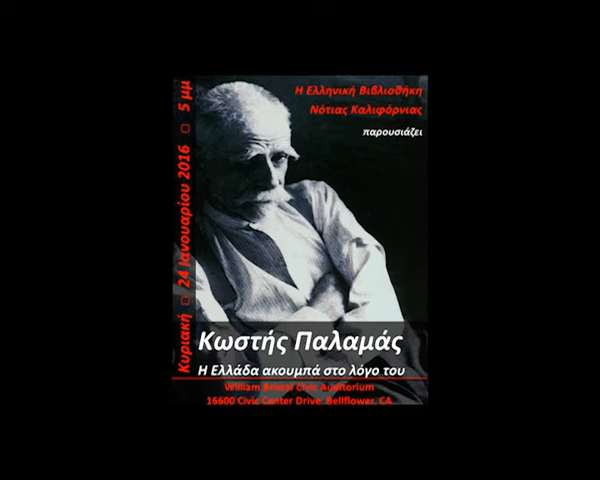 Η Ελληνική Βιβλιοθήκη
Νότιας Καλιφόρνιας
παρουσιάζει
Κυριακή □ 24 Ιανουαρίου 2016 □ 5 μμ
Κωστής Παλαμάς
Η Ελλάδα ακουμπά στο λόγο του
William Bristol Civic Auditorium
16600 Civic Center Drive, Bellflower, CA